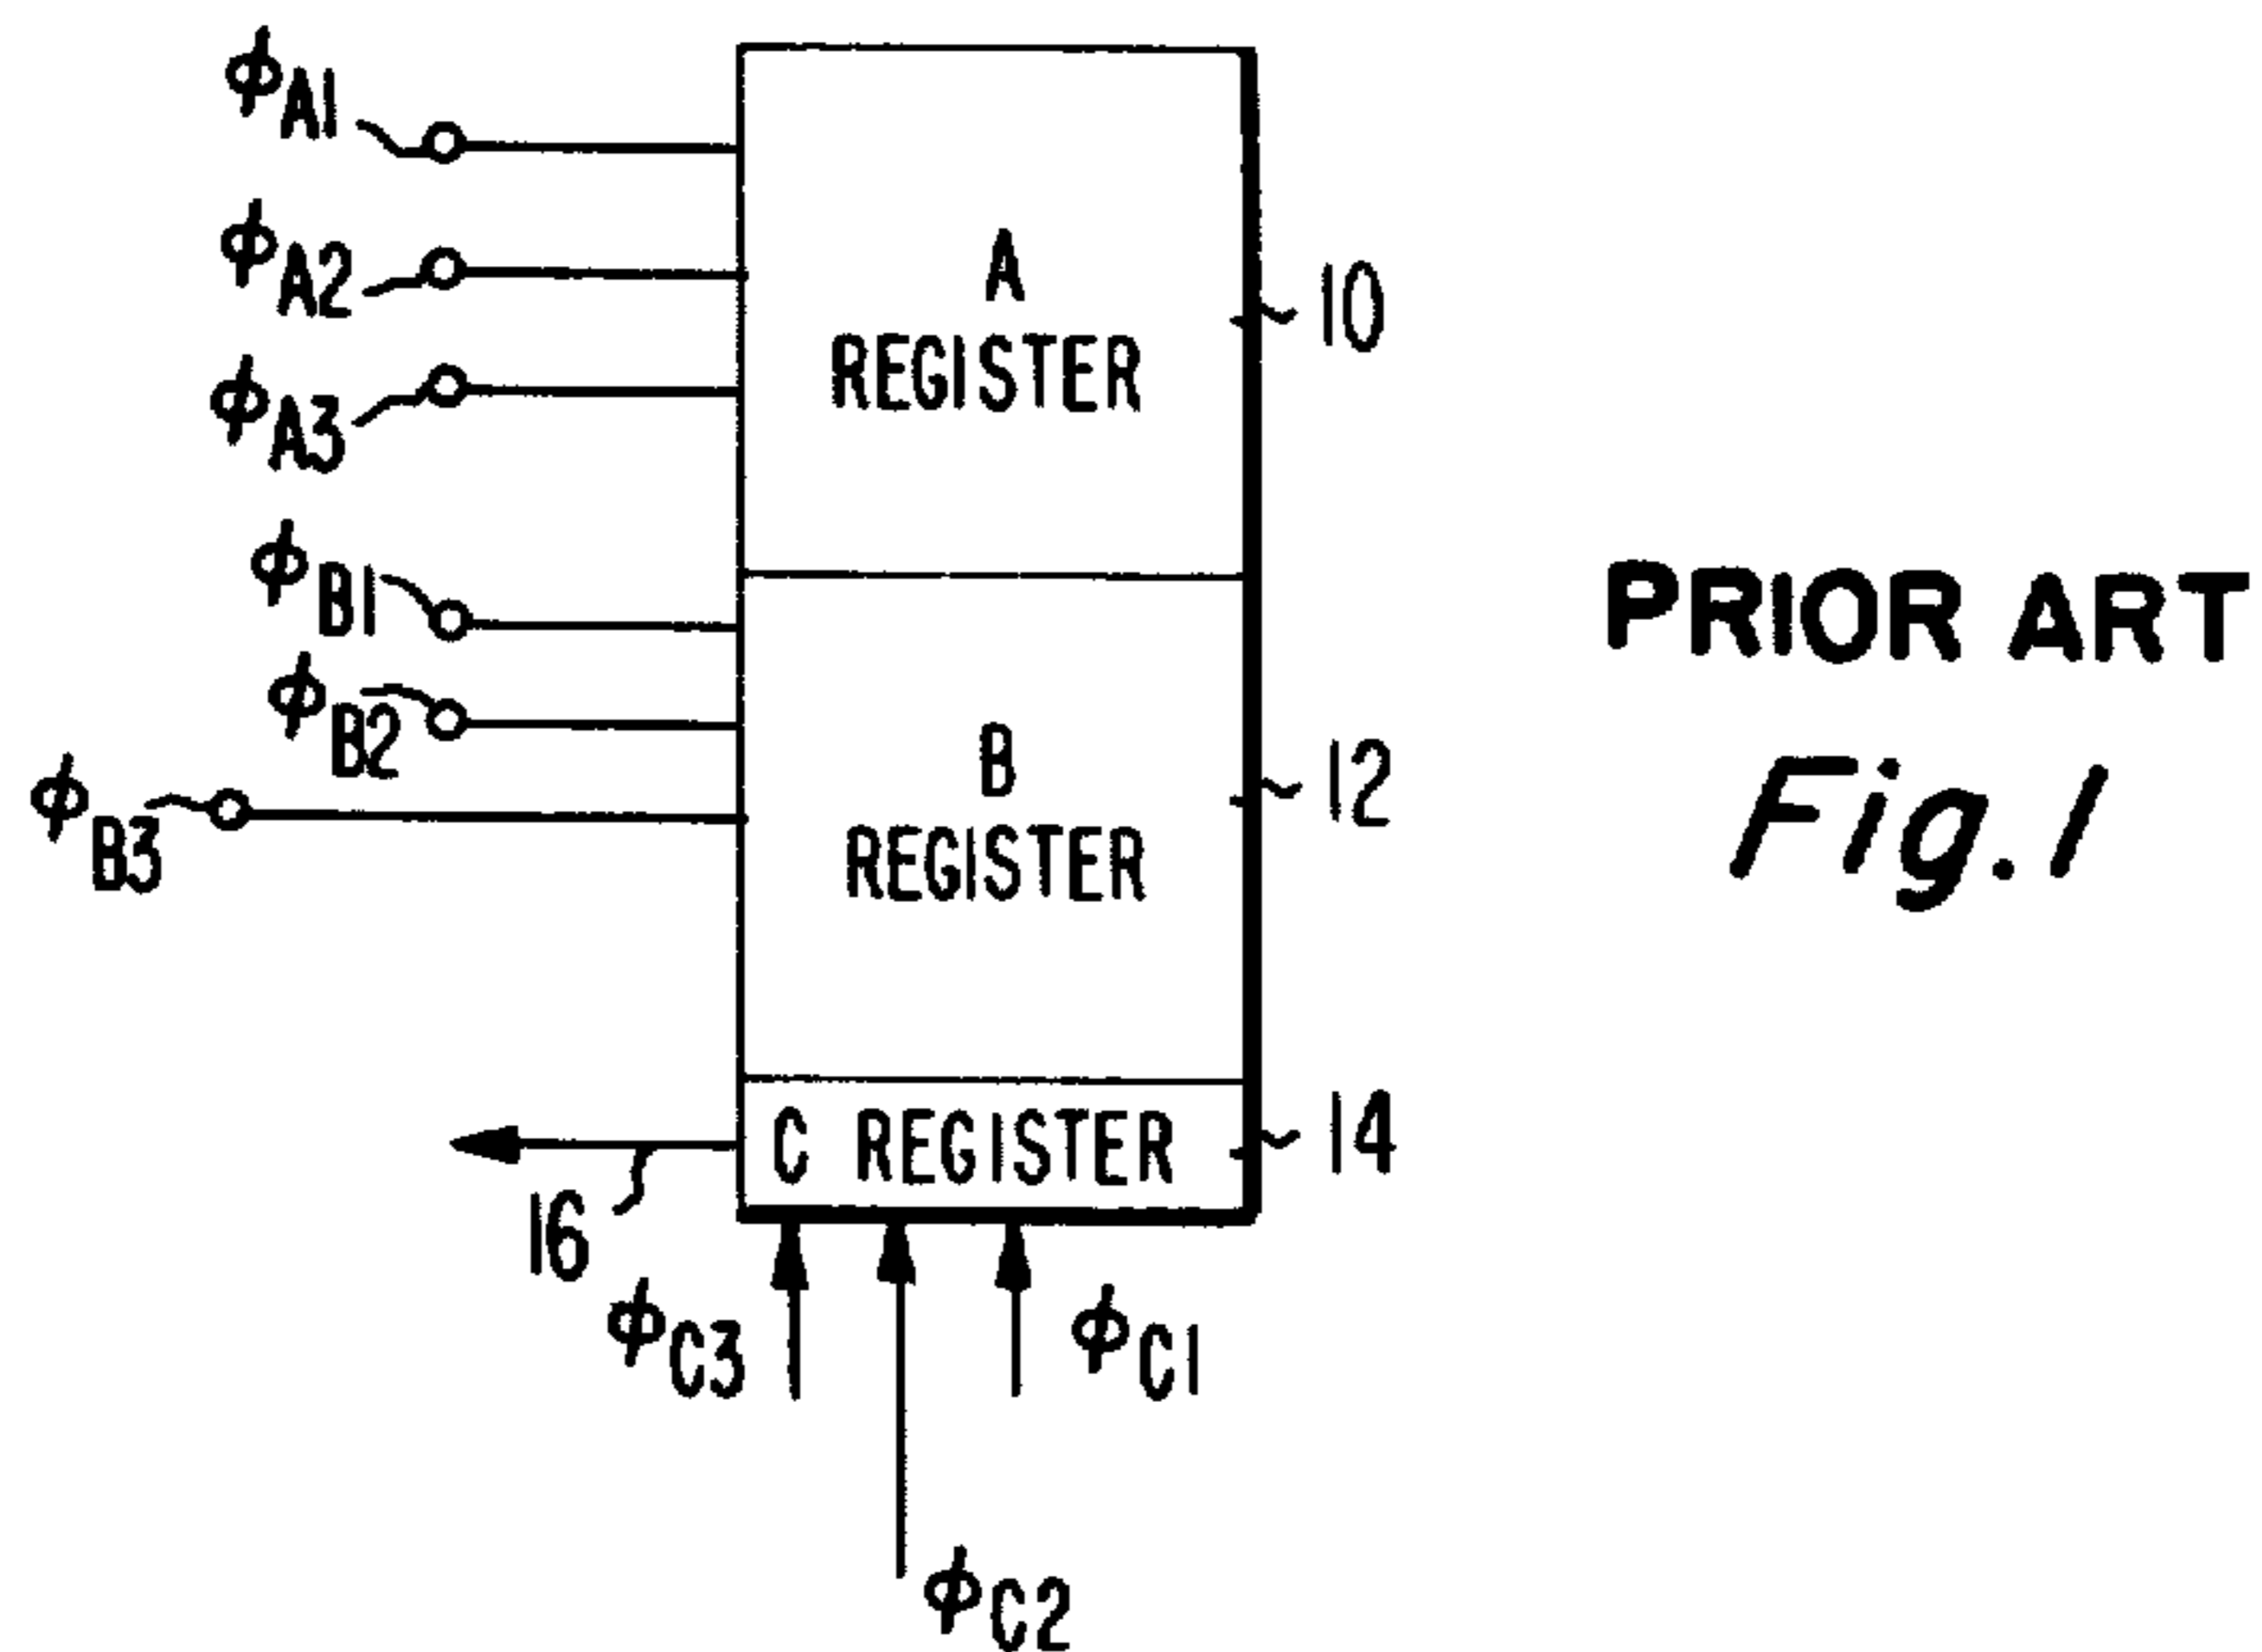 ϕA1
ϕA2
ϕA3
ϕB1
ϕB2
ϕB3
A
REGISTER
10
B
REGISTER
12
C REGISTER
14
16
ϕC3
ϕC1
ϕC2
PRIOR ART
Fig. 1